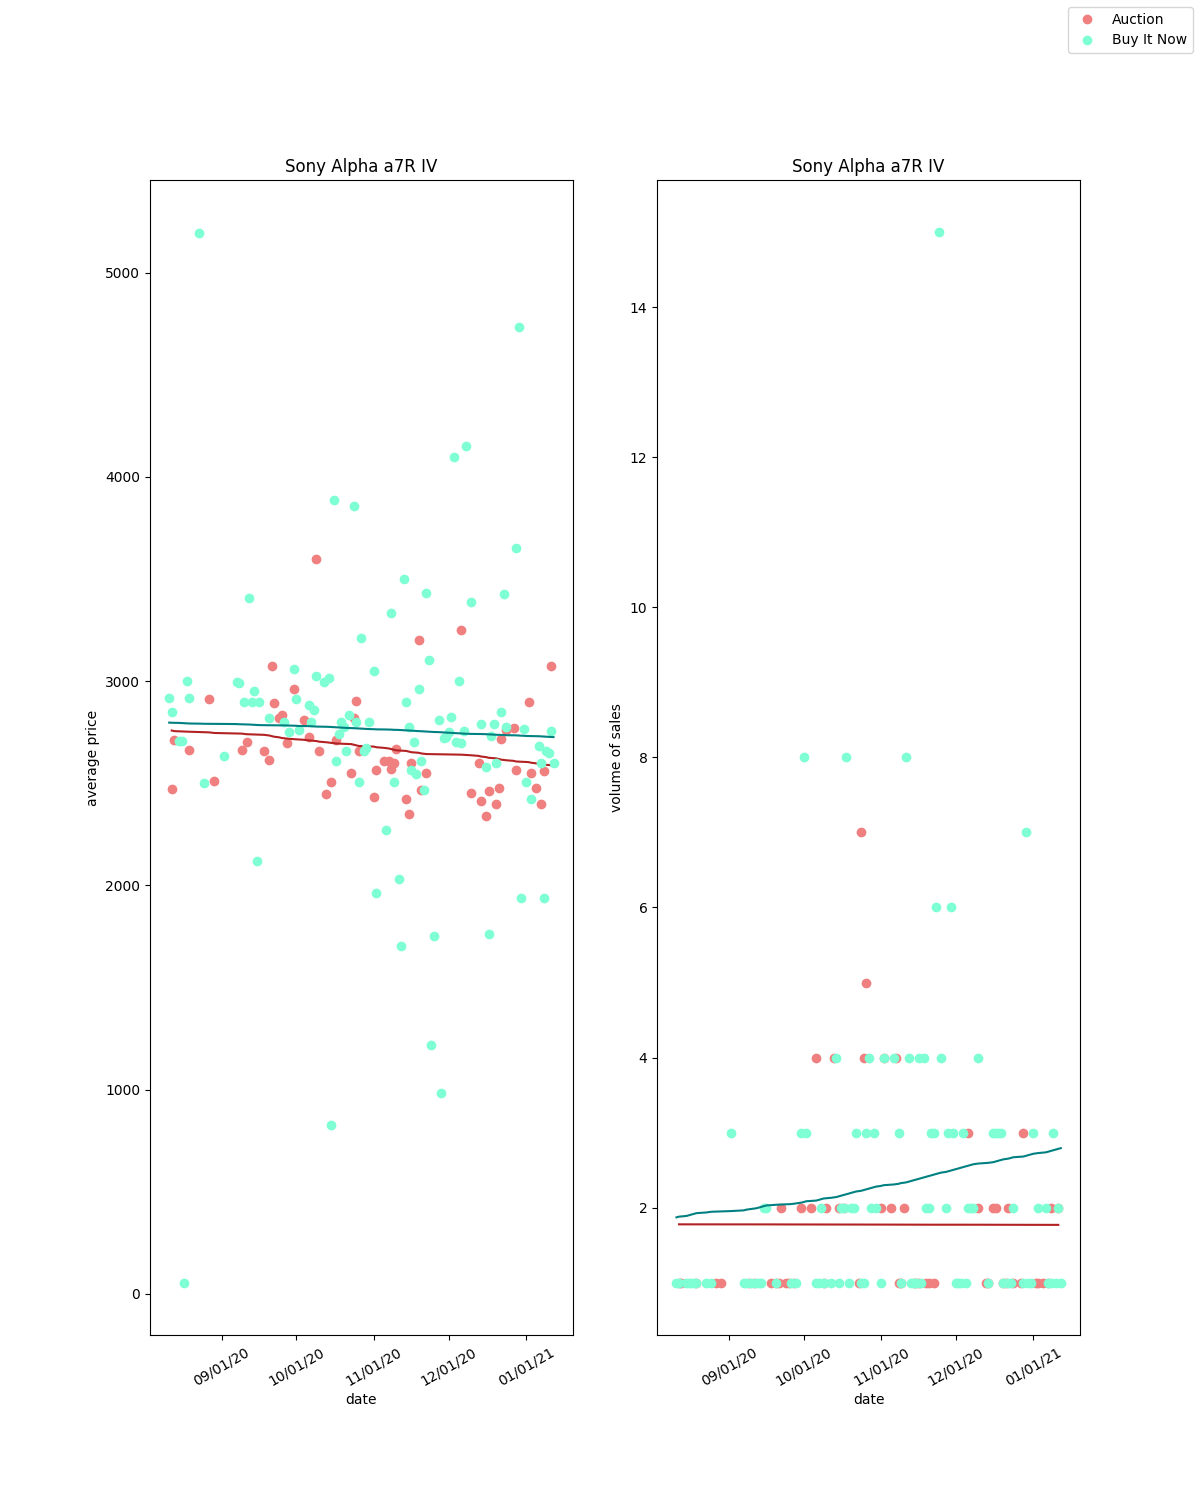 Auction
Buy It Now
Sony Alpha a7R IV
5000
4000
3000
2000
1000
0
average price
09/01/20
10/01/20
11/01/20
12/01/20
01/01/21
date
Sony Alpha a7R IV
14
12
10
8
6
4
2
volume of sales
09/01/20
10/01/20
11/01/20
12/01/20
01/01/21
date